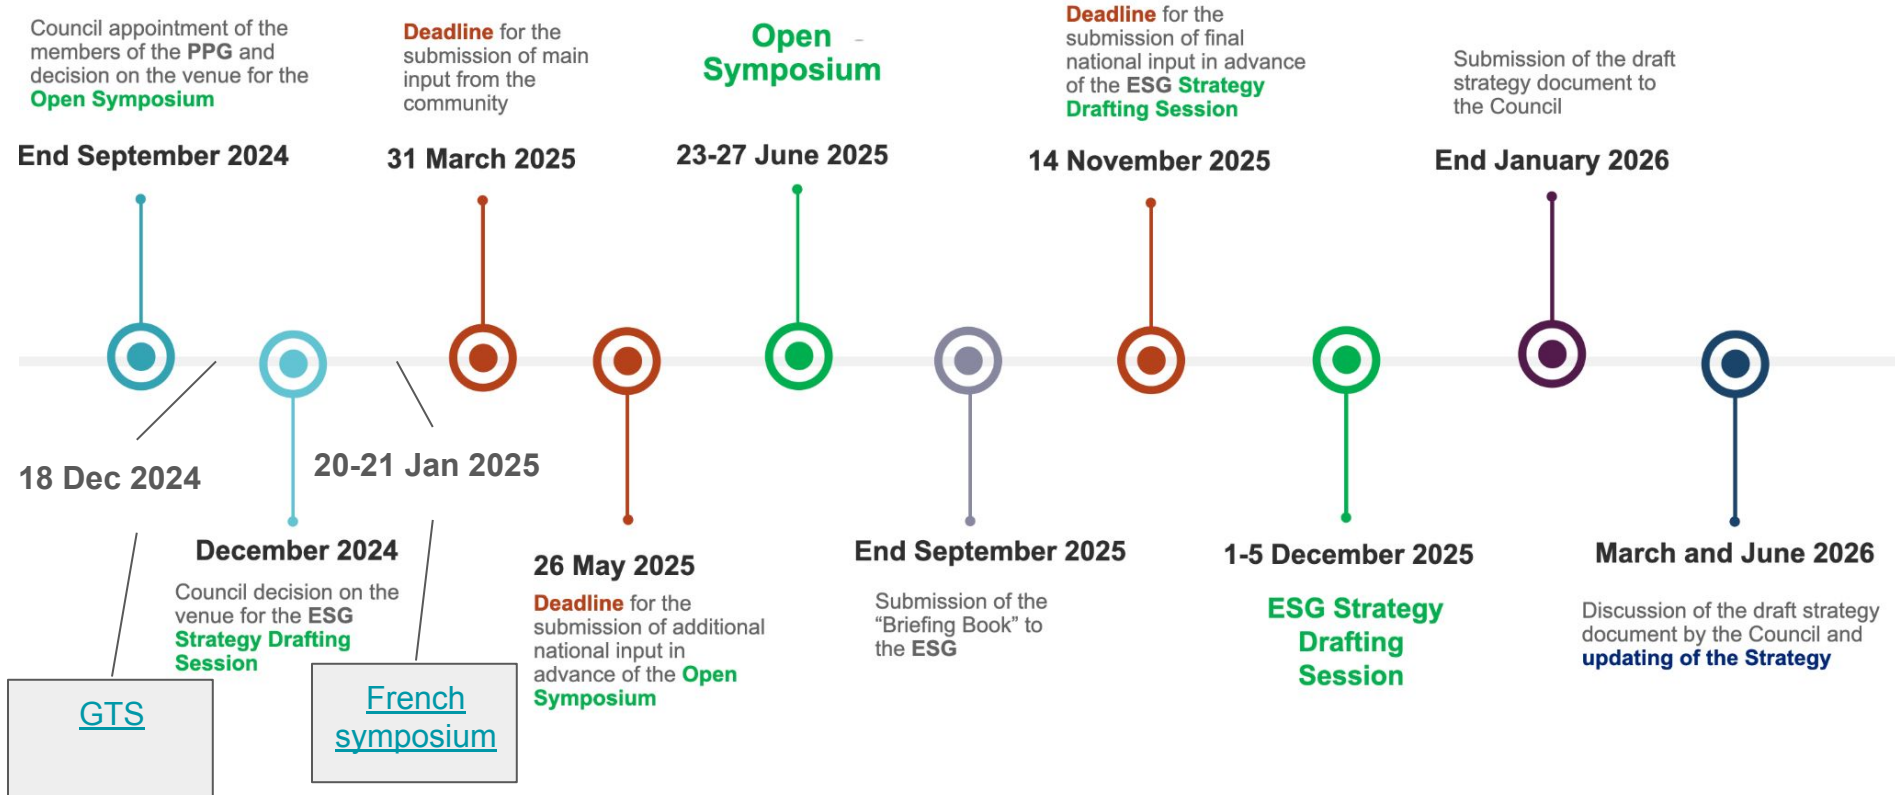 Council appointment of the
members of the PPG and
decision on the venue for the
Open Symposium
End September 2024
Deadline for the
submission of main
input from the
community
31 March 2025
Open
Symposium
23-27 June 2025
Deadline for the
submission of final
national input in advance
of the ESG Strategy
Drafting Session
14 November 2025
Submission of the draft
strategy document to
the Council
End January 2026
18 Dec 2024
GTS
December 2024
Council decision on the
venue for the ESG
Strategy Drafting
Session
20-21 Jan 2025
French
symposium
26 May 2025
Deadline for the
submission of additional
national input in
advance of the Open
Symposium
End September 2025
Submission of the
“Briefing Book” to
the ESG
1-5 December 2025
ESG Strategy
Drafting
Session
March and June 2026
Discussion of the draft strategy
document by the Council and
updating of the Strategy